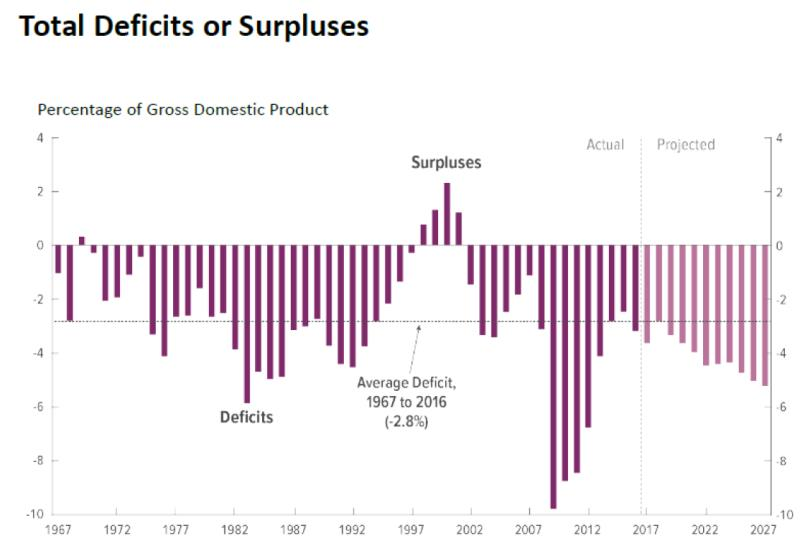 Total Deficits or Surpluses
Percentage of Gross Domestic Product
4
4
Actual
Projected
Surpluses
2
2
0
0
-2
-2
-4
-4
Average Deficit,
1967 to 2016
(-2.8%)
Deficits
-6
-6
-8
-8
-10
-10
1967 1972 1977 1982 1987 1992 1997 2002 2007 2012 2017 2022 2027